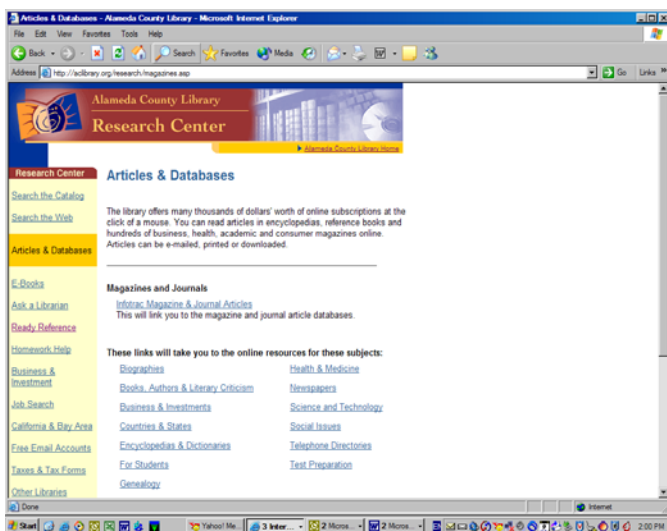 Articles & Databases - Alameda County Library - Microsoft Internet Explorer
File Edit View Favorites Tools Help
Back Search Favorites Media
Address http://aclibrary.org/research/magazines.asp Go Links »
Alameda County Library
Research Center
Alameda County Library Home
Research Center
Search the Catalog
Search the Web
Articles & Databases
E-Books
Ask a Librarian
Ready Reference
Homework Help
Business &
Investment
Job Search
California & Bay Area
Free Email Accounts
Taxes & Tax Forms
Other Libraries
Articles & Databases
The library offers many thousands of dollars' worth of online subscriptions at the
click of a mouse. You can read articles in encyclopedias, reference books and
hundreds of business, health, academic and consumer magazines online.
Articles can be e-mailed, printed or downloaded.
Magazines and Journals
Infotrac Magazine & Journal Articles
This will link you to the magazine and journal article databases.
These links will take you to the online resources for these subjects:
Biographies
Books, Authors & Literary Criticism
Business & Investments
Countries & States
Encyclopedias & Dictionaries
For Students
Genealogy
Health & Medicine
Newspapers
Science and Technology
Social Issues
Telephone Directories
Test Preparation
Done Internet
Start Yahoo! Me... 3 Inter... 2 Micros... 2 Micros... 2:00 PM